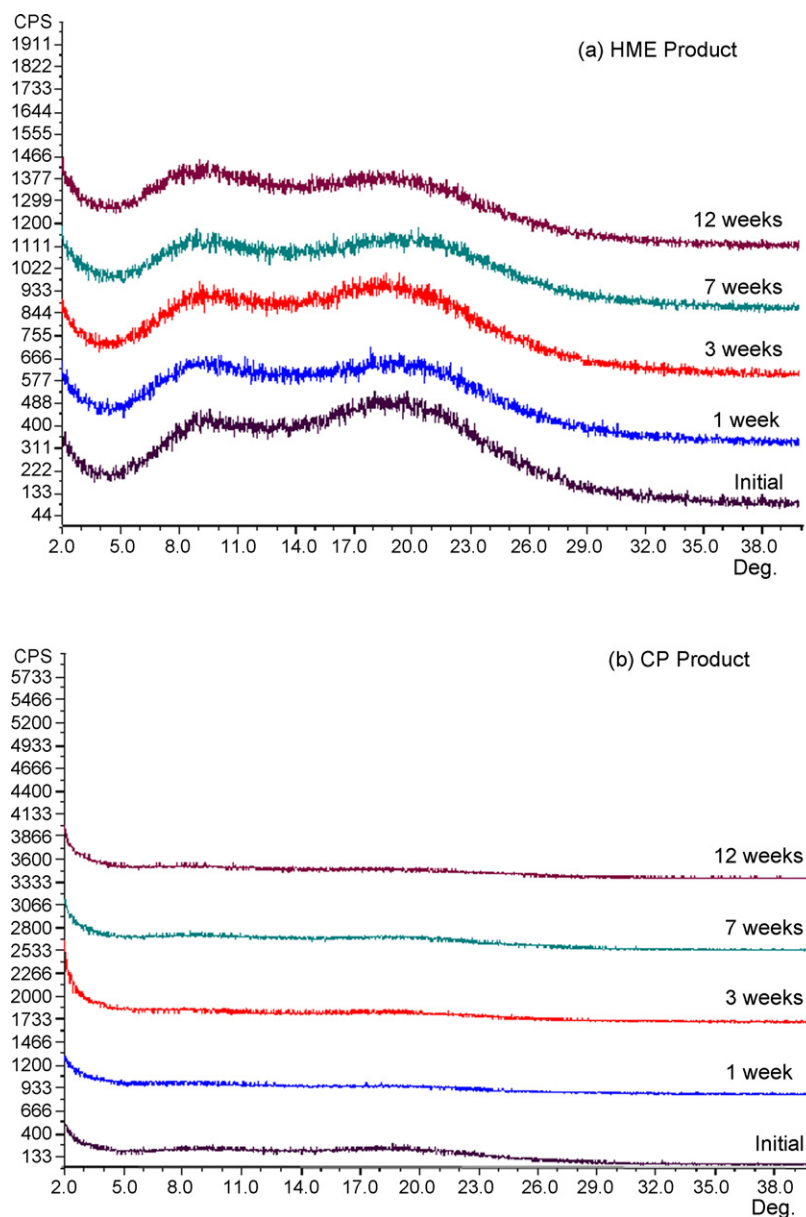 CPS
(a) HME Product
1911
1822
1733
1644
1555
1466
1377
1299
1200
1111
1022
933
844
755
666
577
488
400
311
222
133
44
12 weeks
7 weeks
3 weeks
1 week
Initial
2.0 5.0 8.0 11.0 14.0 17.0 20.0 23.0 26.0 29.0 32.0 35.0 38.0
Deg.
CPS
(b) CP Product
5733
5466
5200
4933
4666
4400
4133
3866
3600
3333
3066
2800
2533
2266
2000
1733
1466
1200
933
666
400
133
12 weeks
7 weeks
3 weeks
1 week
Initial
2.0 5.0 8.0 11.0 14.0 17.0 20.0 23.0 26.0 29.0 32.0 35.0 38.0
Deg.